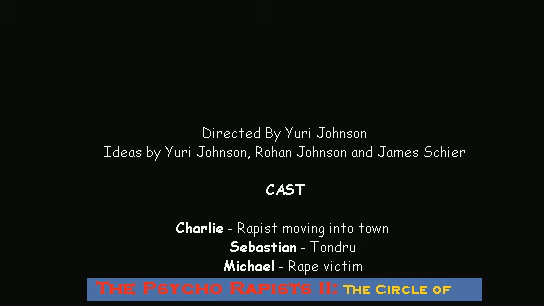 Directed By Yuri Johnson
Ideas by Yuri Johnson, Rohan Johnson and James Schier
CAST
Charlie - Rapist moving into town
Sebastian - Tondru
Michael - Rape victim
The Psycho Rapists II: The Circle of